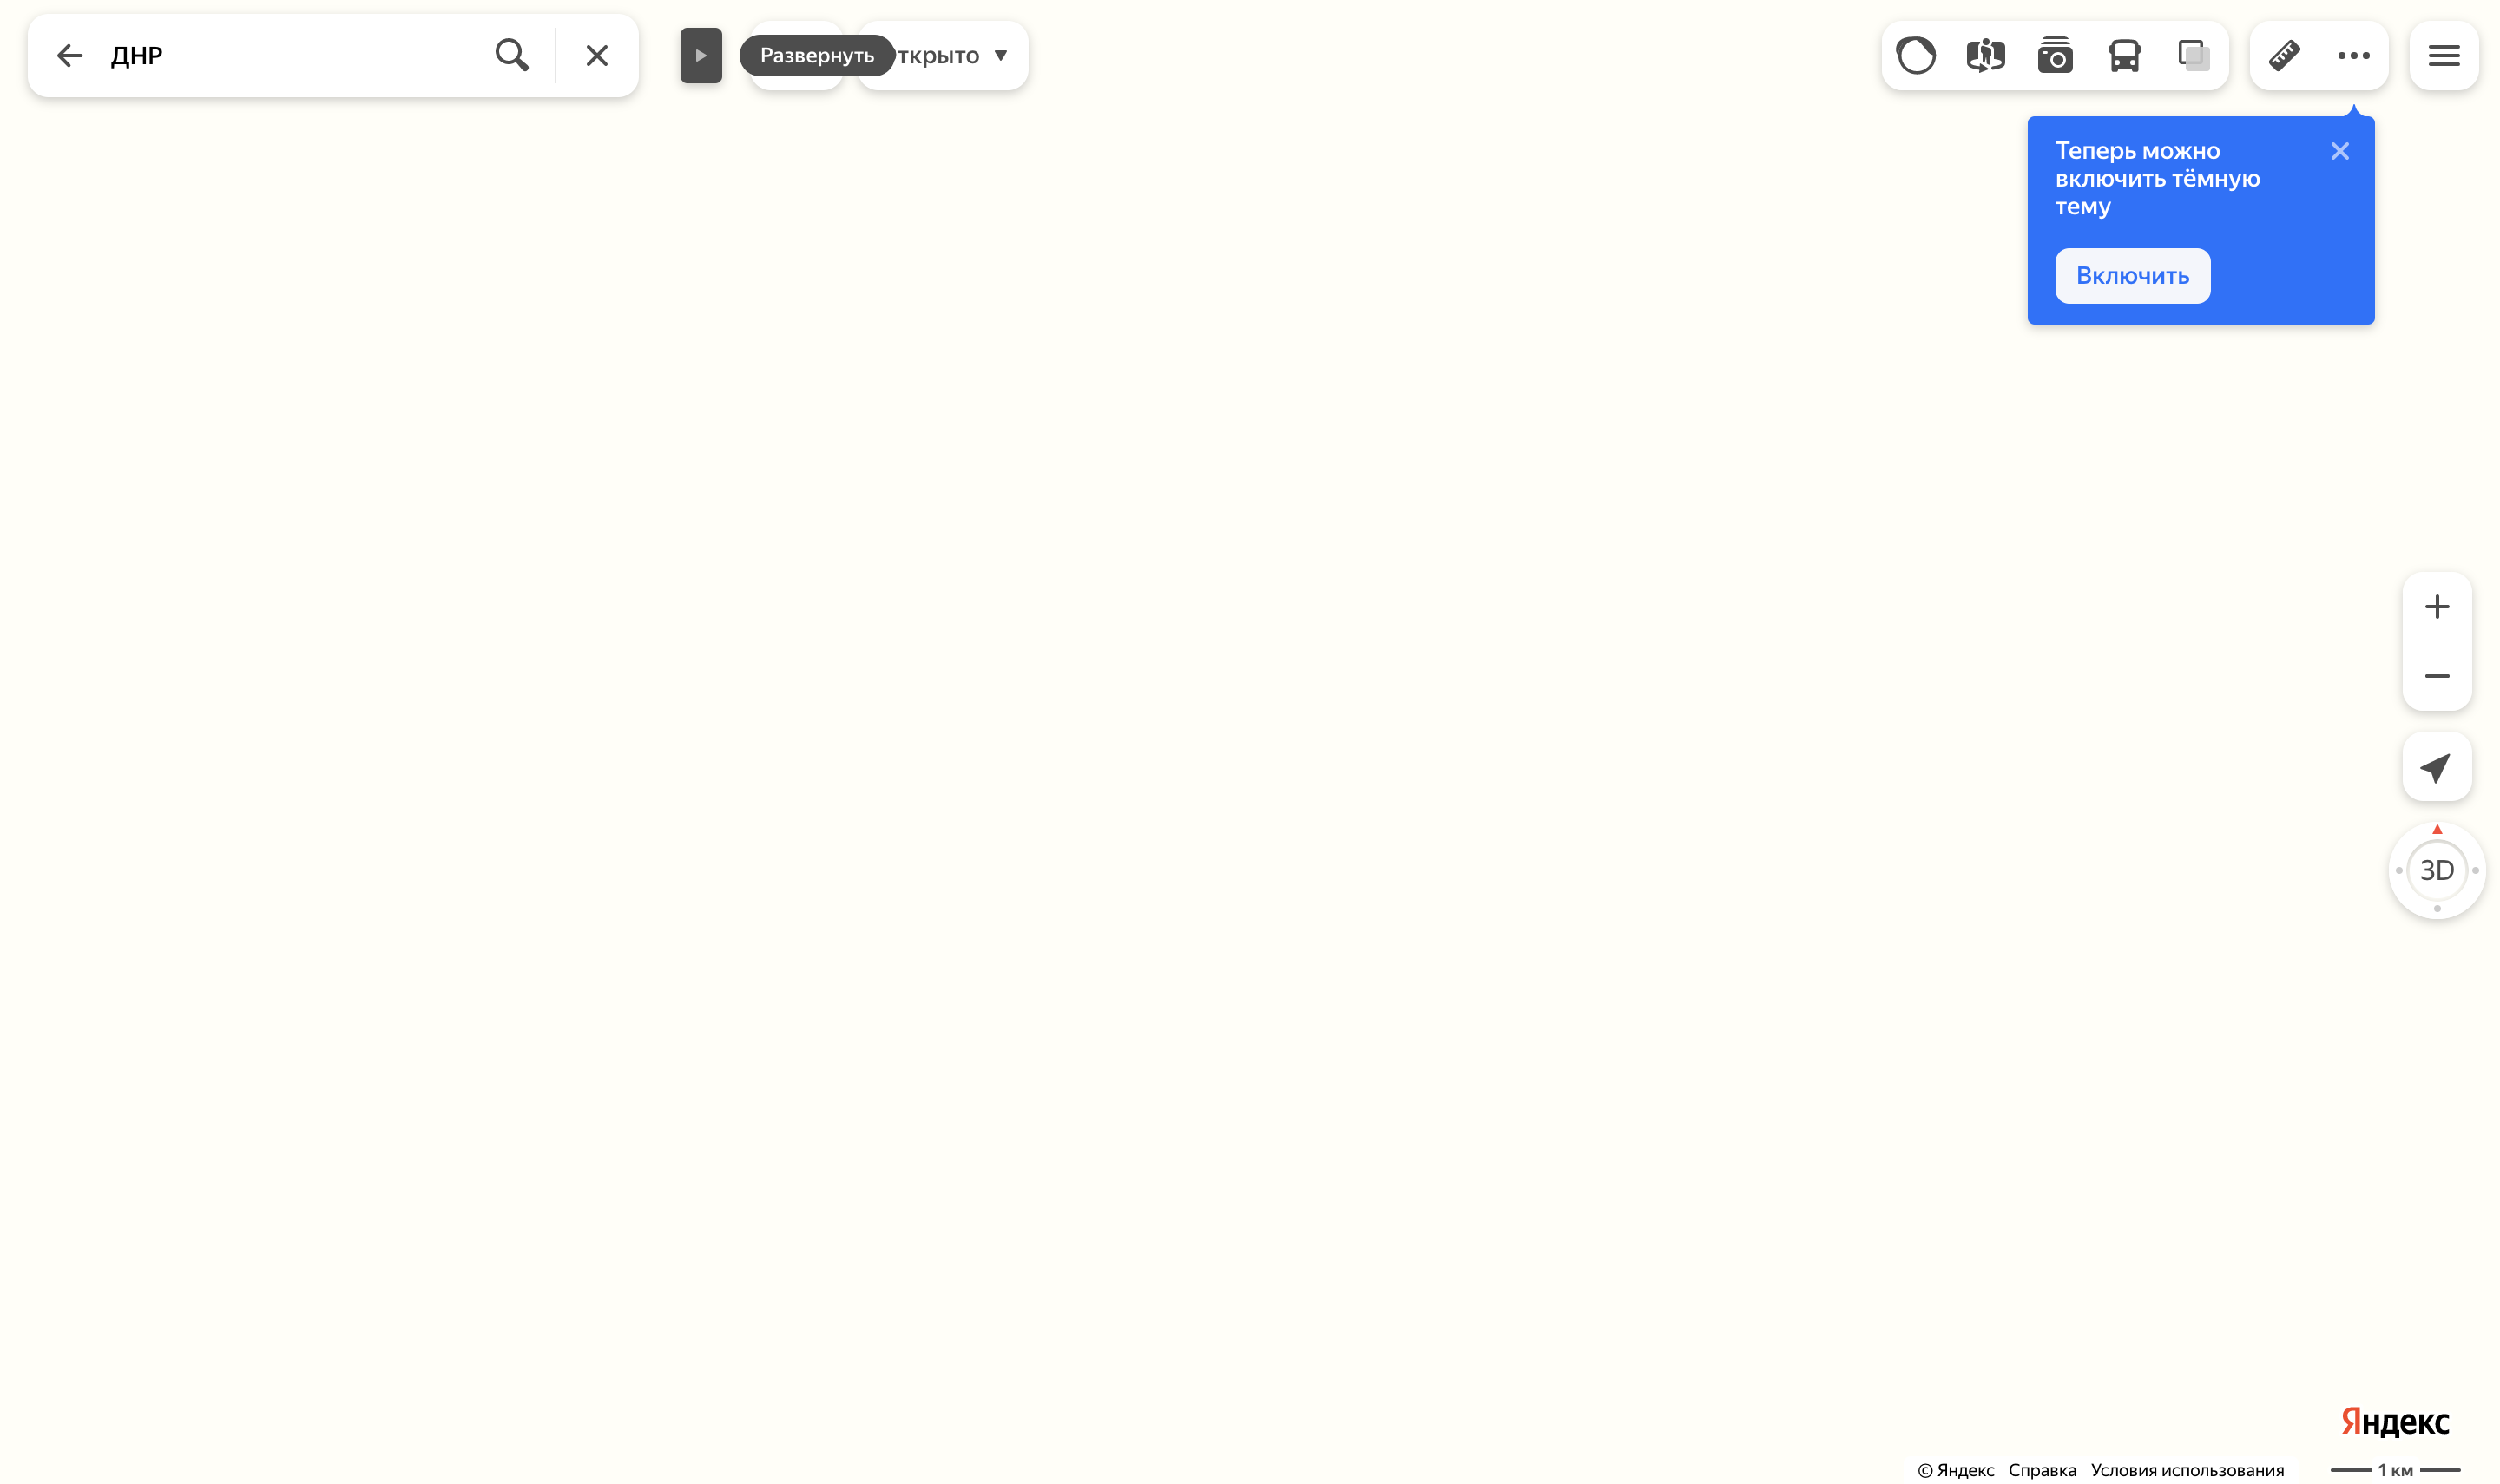 ДНР
Развернуть
ткрыто
Теперь можно
включить тёмную
тему
Включить
3D
Яндекс
© Яндекс Справка Условия использования 1 км